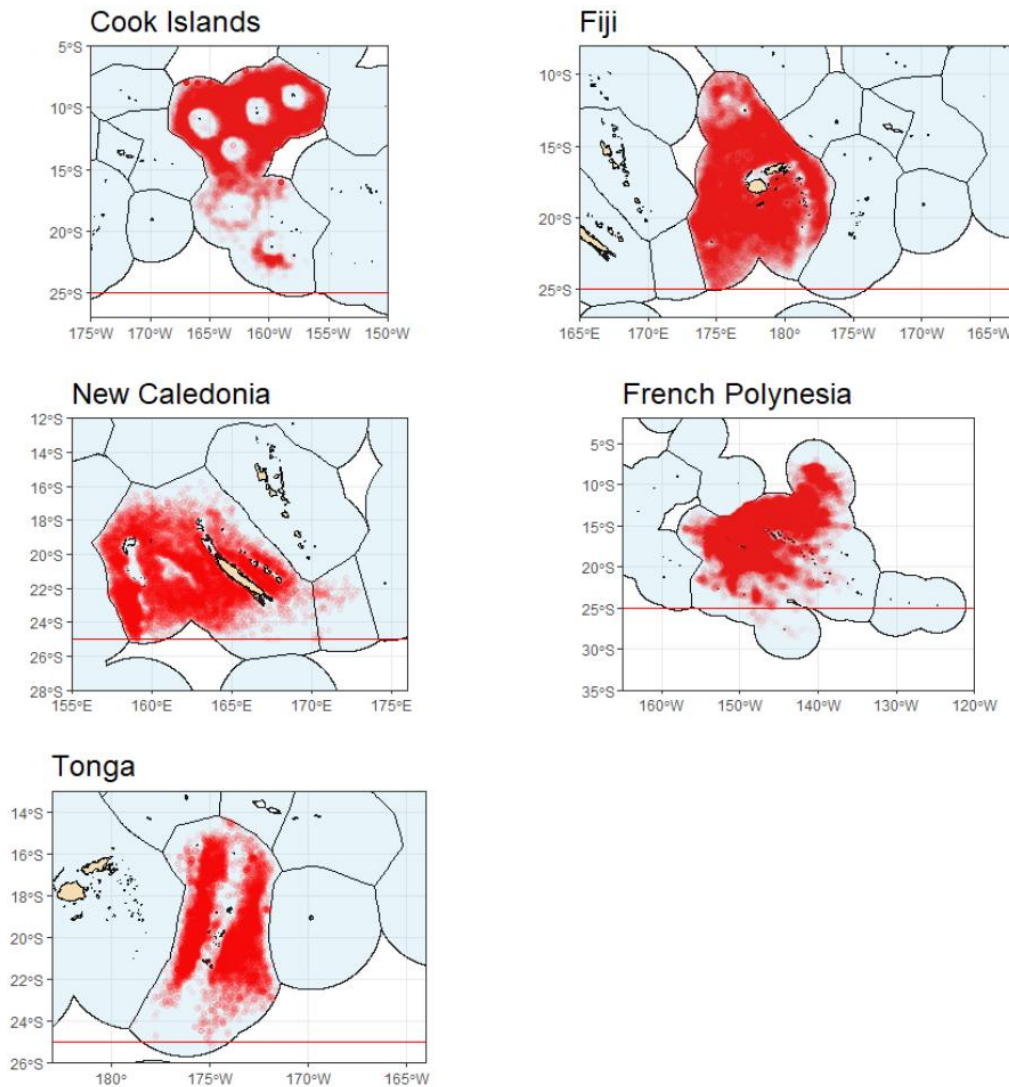 Cook Islands
5°S
10°S
15°S
20°S
25°S
175°W 170°W 165°W 160°W 155°W 150°W
Fiji
10°S
15°S
20°S
25°S
165°E 170°E 175°E 180° 175°W 170°W 165°W
New Caledonia
12°S
14°S
16°S
18°S
20°S
22°S
24°S
26°S
28°S
155°E 160°E 165°E 170°E 175°E
French Polynesia
5°S
10°S
15°S
20°S
25°S
30°S
35°S
160°W 150°W 140°W 130°W 120°W
Tonga
14°S
16°S
18°S
20°S
22°S
24°S
26°S
180° 175°W 170°W 165°W